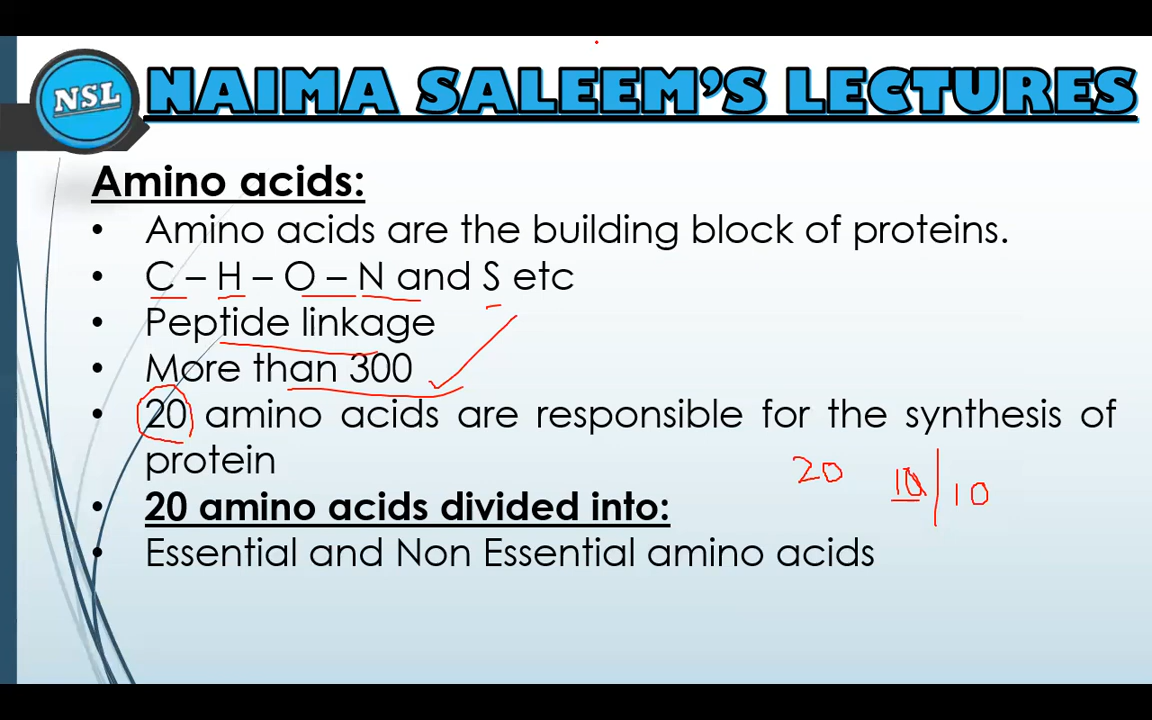 NSL
NAIMA SALEEM'S LECTURES
Amino acids:
• Amino acids are the building block of proteins.
• C – H – O – N and S etc
• Peptide linkage
• More than 300
• 20 amino acids are responsible for the synthesis of
protein
20 10 | 10
• 20 amino acids divided into:
• Essential and Non Essential amino acids